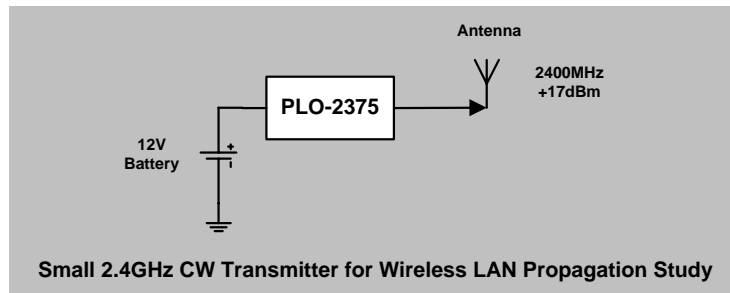 Antenna
2400MHz
+17dBm
PLO-2375
12V
Battery
+
Small 2.4GHz CW Transmitter for Wireless LAN Propagation Study